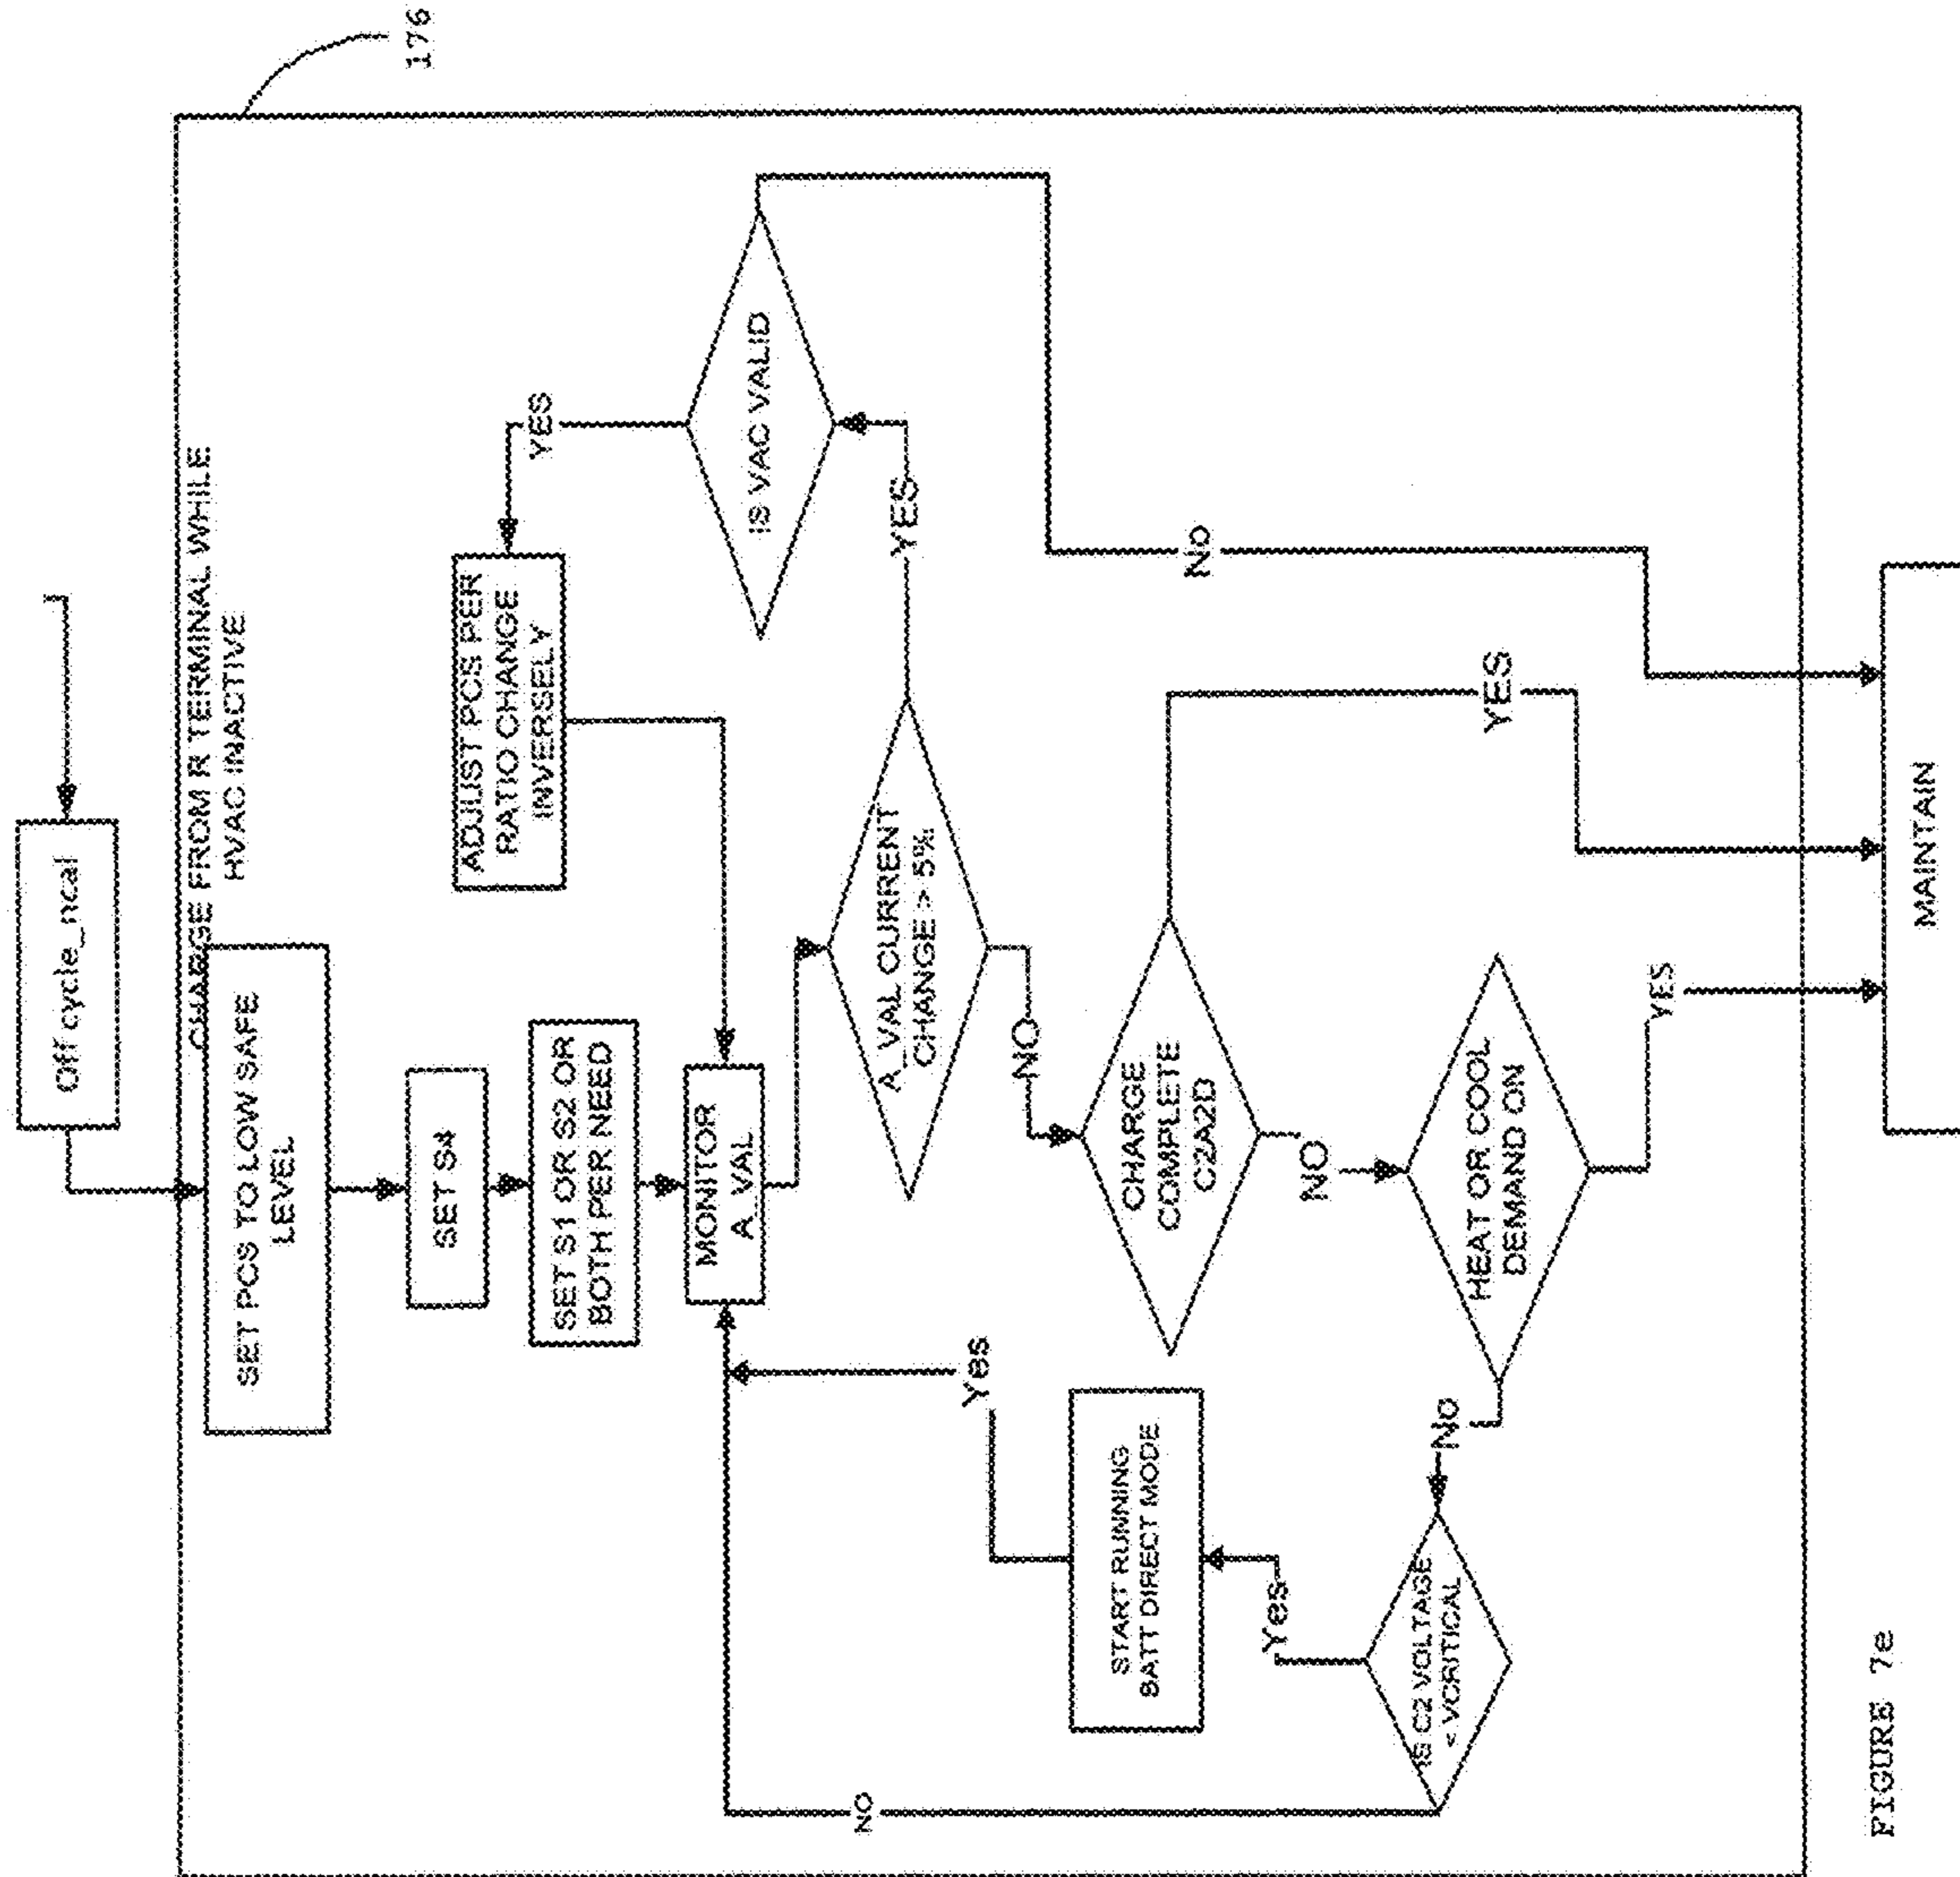 176
Off cycle_ncal
CHARGE FROM R TERMINAL WHILE
HVAC INACTIVE
SET PCS TO LOW SAFE
LEVEL
SET S4
SET S1 OR S2 OR
BOTH PER NEED
MONITOR
A_VAL
ADJUST PCS PER
RATIO CHANGE
INVERSELY
YES
IS VAC VALID
YES
A_VAL CURRENT
CHANGE > 5%
NO
No
CHARGE
COMPLETE
C2A2D
YES
NO
HEAT OR COOL
DEMAND ON
YES
No
IS C2 VOLTAGE
< VCRITICAL
Yes
START RUNNING
BATT DIRECT MODE
Yes
NO
MAINTAIN
FIGURE 7e